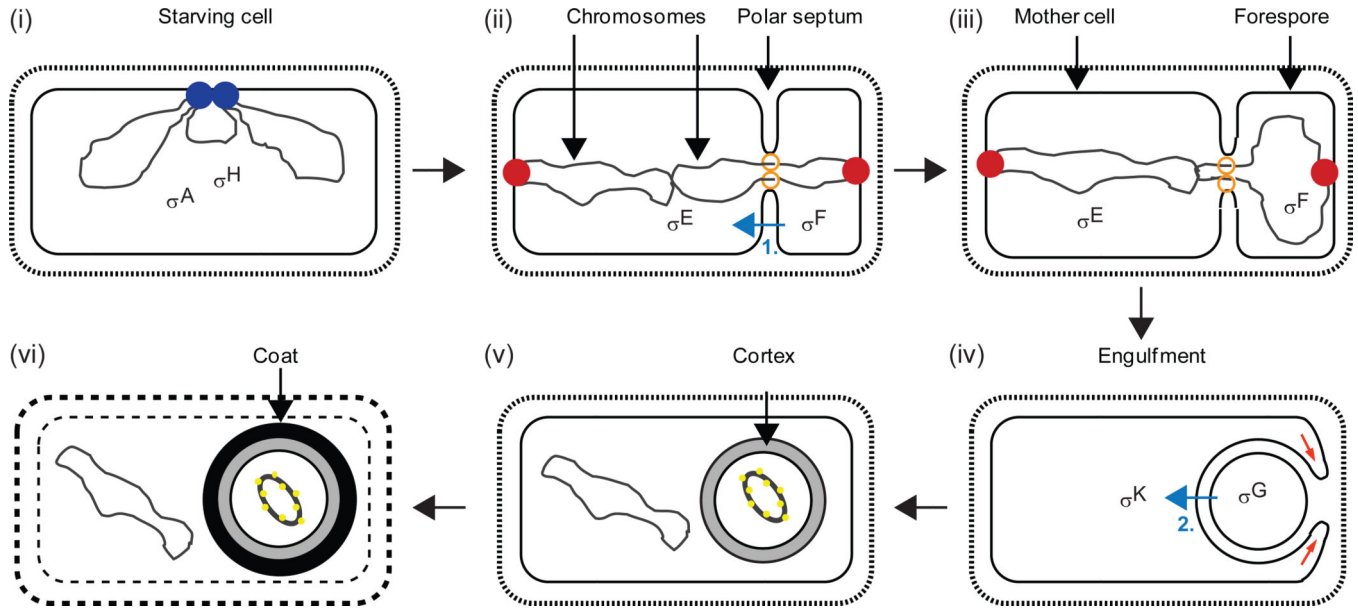 (i) Starving cell
σA
σH
(ii) Chromosomes Polar septum
σE
σF
1.
(iii) Mother cell Forespore
σE
σF
(iv) Engulfment
σK
σG
2.
(v) Cortex
(vi) Coat